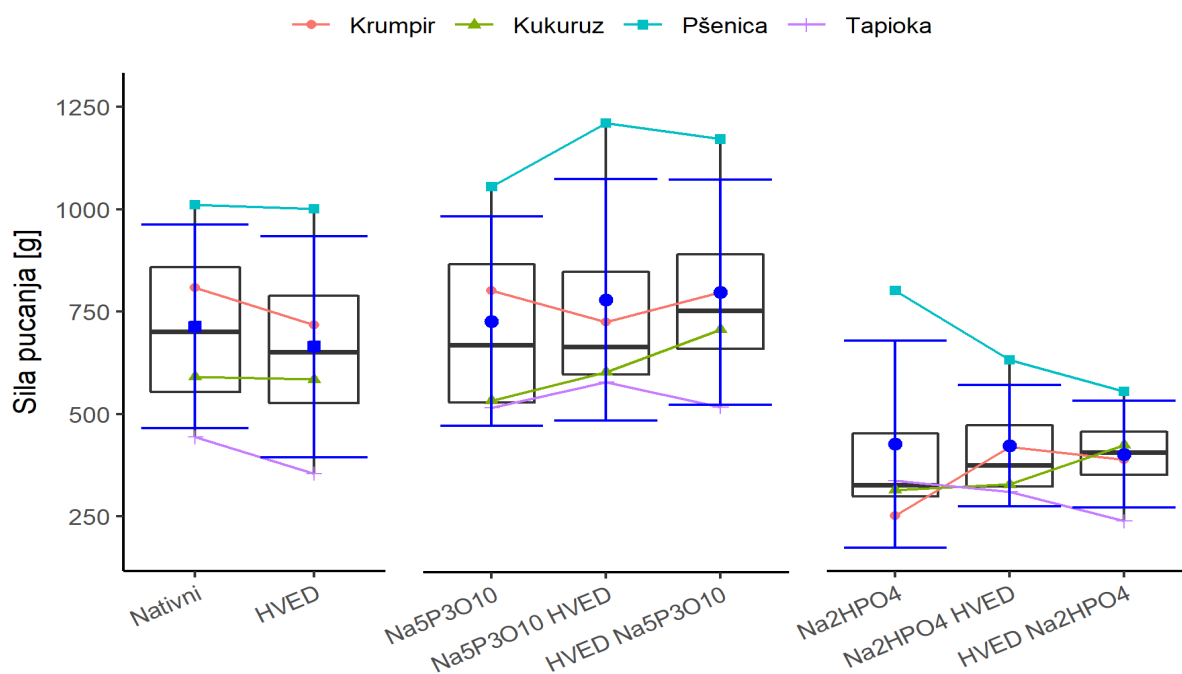 Krumpir Kukuruz Pšenica Tapioka
Sila pucanja [g]
1250
1000
750
500
250
Nativni
HVED
Na5P3O10
Na5P3O10 HVED
HVED Na5P3O10
Na2HPO4
Na2HPO4 HVED
HVED Na2HPO4